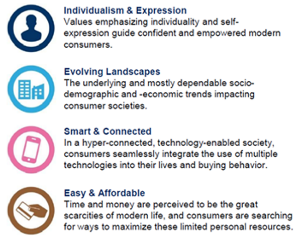 Individualism & Expression
Values emphasizing individuality and self-
expression guide confident and empowered modern
consumers.
Evolving Landscapes
The underlying and mostly dependable socio-
demographic and -economic trends impacting
consumer societies.
Smart & Connected
In a hyper-connected, technology-enabled society,
consumers seamlessly integrate the use of multiple
technologies into their lives and buying behavior.
Easy & Affordable
Time and money are perceived to be the great
scarcities of modern life, and consumers are searching
for ways to maximize these limited personal resources.